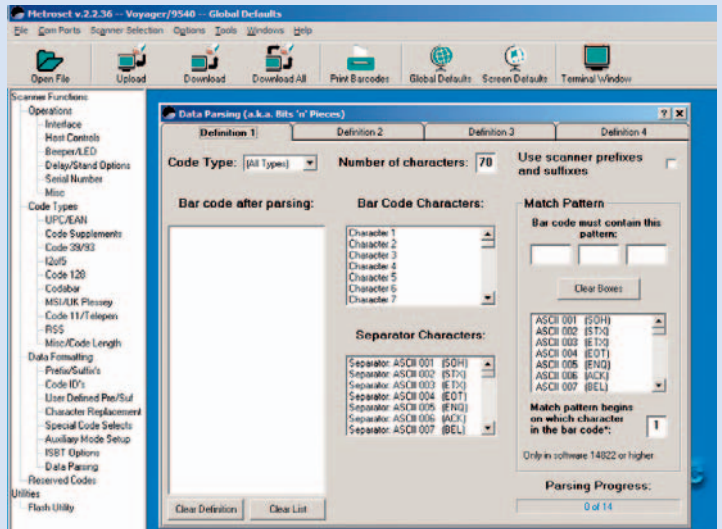 Metroset v.2.2.36 -- Voyager/9540 -- Global Defaults
File Com Ports Scanner Selection Options Tools Windows Help
Open File Upload Download Download All Print Barcodes Global Defaults Screen Defaults Terminal Window
Scanner Functions
Operations
Interface
Host Controls
Beeper/LED
Delay/Stand Options
Serial Number
Misc
Code Types
UPC/EAN
Code Supplements
Code 39/93
I2of5
Code 128
Codabar
MSI/UK Plessey
Code 11/Telepen
RSS
Misc/Code Length
Data Formatting
Prefix/Suffix's
Code ID's
User Defined Pre/Suf
Character Replacement
Special Code Selects
Auxiliary Mode Setup
ISBT Options
Data Parsing
Reserved Codes
Utilities
Flash Utility
Data Parsing (a.k.a. Bits 'n' Pieces)
Definition 1 Definition 2 Definition 3 Definition 4
Code Type: (All Types)
Number of characters: 70
Use scanner prefixes
and suffixes
Bar code after parsing:
Clear Definition Clear List
Bar Code Characters:
Character 1
Character 2
Character 3
Character 4
Character 5
Character 6
Character 7
Separator Characters:
Separator: ASCII 001 (SOH)
Separator: ASCII 002 (STX)
Separator: ASCII 003 (ETX)
Separator: ASCII 004 (EOT)
Separator: ASCII 005 (ENQ)
Separator: ASCII 006 (ACK)
Separator: ASCII 007 (BEL)
Match Pattern
Bar code must contain this
pattern:
Clear Boxes
ASCII 001 (SOH)
ASCII 002 (STX)
ASCII 003 (ETX)
ASCII 004 (EOT)
ASCII 005 (ENQ)
ASCII 006 (ACK)
ASCII 007 (BEL)
Match pattern begins
on which character
in the bar code*: 1
Only in software 14822 or higher
Parsing Progress:
0 of 14